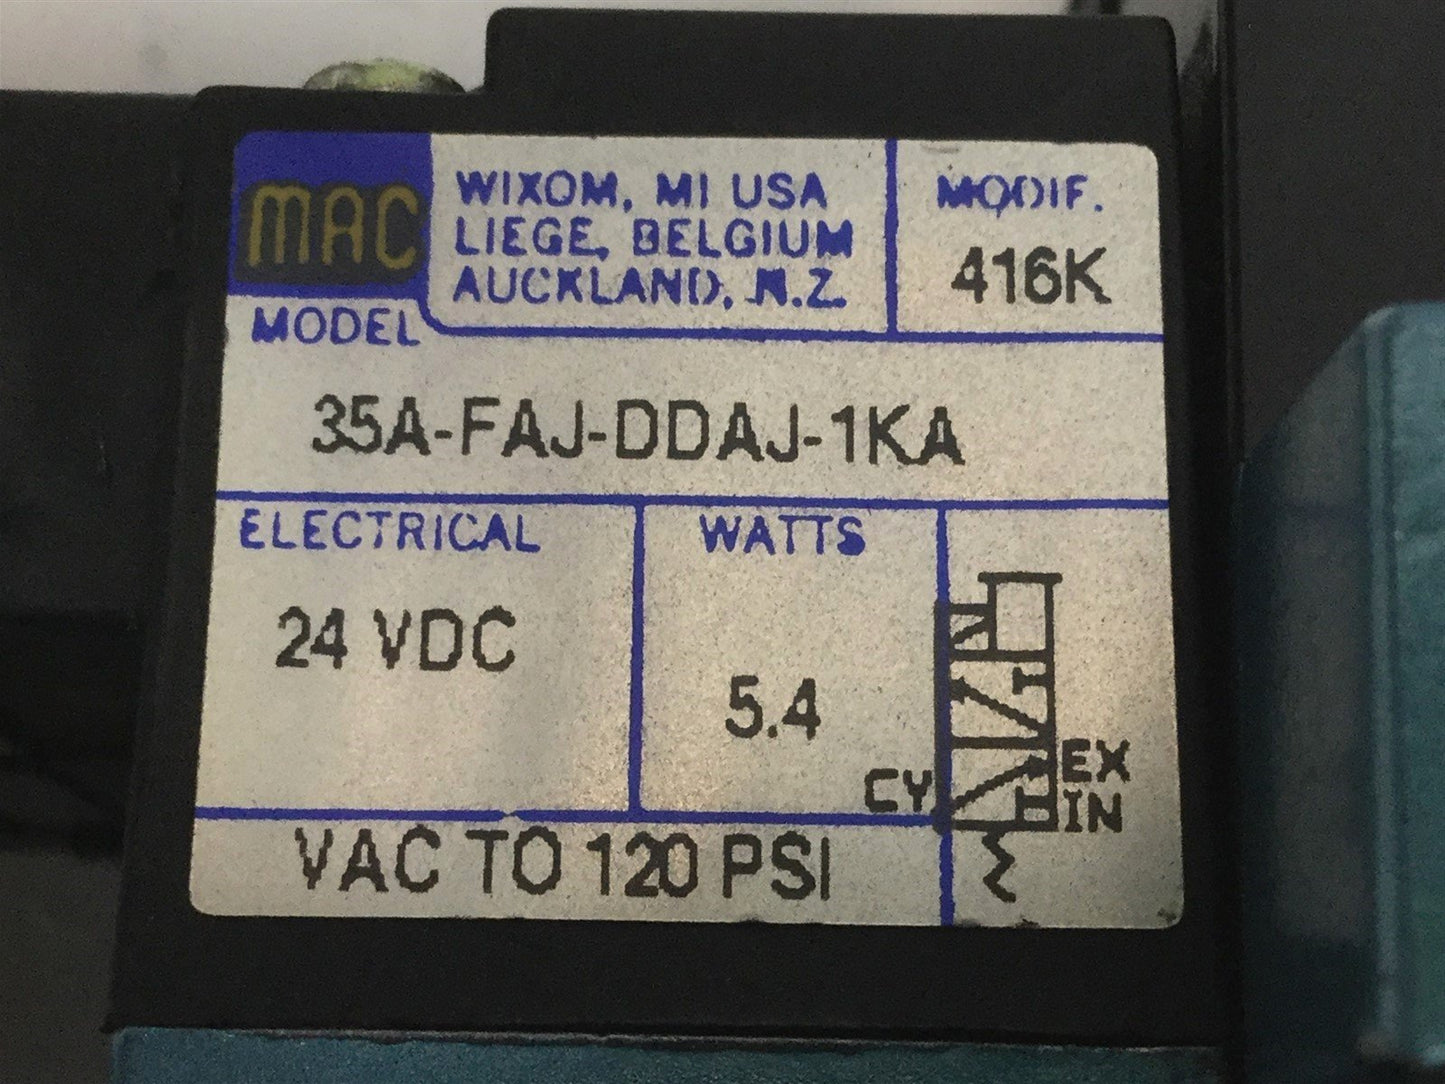 MAC
WIXOM, MI USA
LIEGE, BELGIUM
AUCKLAND, N.Z.
MODIF.
416K
MODEL
35A-FAJ-DDAJ-1KA
ELECTRICAL
24 VDC
WATTS
5.4
CY
EX
IN
VAC TO 120 PSI